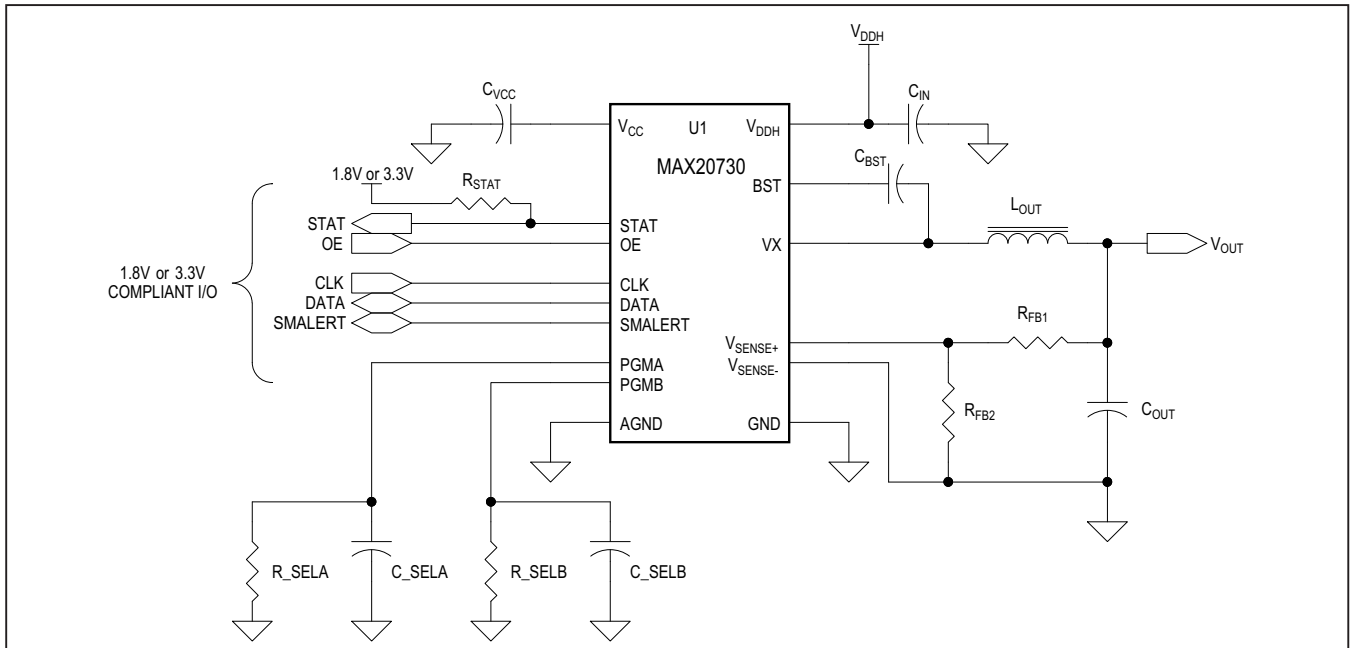 V_DDH
C_VCC
C_IN
V_CC
U1
V_DDH
MAX20730
C_BST
1.8V or 3.3V
R_STAT
BST
L_OUT
STAT
STAT
OE
OE
VX
V_OUT
1.8V or 3.3V
COMPLIANT I/O
CLK
CLK
DATA
DATA
SMALERT
SMALERT
R_FB1
V_SENSE+
V_SENSE-
PGMA
PGMB
R_FB2
C_OUT
AGND
GND
R_SELA
C_SELA
R_SELB
C_SELB